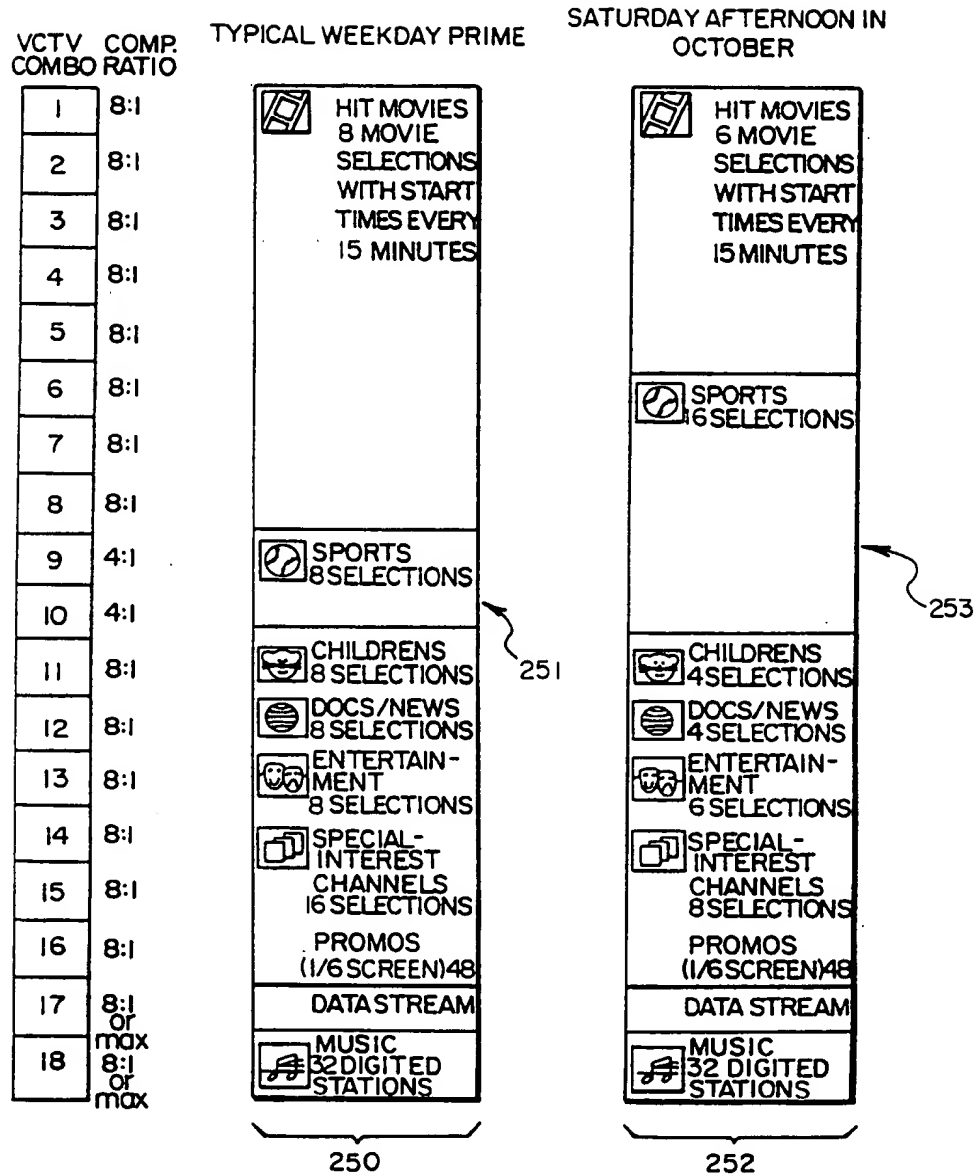 VCTV COMP.
COMBO RATIO
1 8:1
2 8:1
3 8:1
4 8:1
5 8:1
6 8:1
7 8:1
8 8:1
9 4:1
10 4:1
11 8:1
12 8:1
13 8:1
14 8:1
15 8:1
16 8:1
17 8:1
or
max
18 8:1
or
max
TYPICAL WEEKDAY PRIME
HIT MOVIES
8 MOVIE
SELECTIONS
WITH START
TIMES EVERY
15 MINUTES
SPORTS
8 SELECTIONS
251
CHILDRENS
8 SELECTIONS
DOCS/NEWS
8 SELECTIONS
ENTERTAIN-
MENT
8 SELECTIONS
SPECIAL-
INTEREST
CHANNELS
16 SELECTIONS
PROMOS
(1/6 SCREEN)48
DATA STREAM
MUSIC
32 DIGITED
STATIONS
250
SATURDAY AFTERNOON IN
OCTOBER
HIT MOVIES
6 MOVIE
SELECTIONS
WITH START
TIMES EVERY
15 MINUTES
SPORTS
16 SELECTIONS
253
CHILDRENS
4 SELECTIONS
DOCS/NEWS
4 SELECTIONS
ENTERTAIN-
MENT
6 SELECTIONS
SPECIAL-
INTEREST
CHANNELS
8 SELECTIONS
PROMOS
(1/6 SCREEN)48
DATA STREAM
MUSIC
32 DIGITED
STATIONS
252